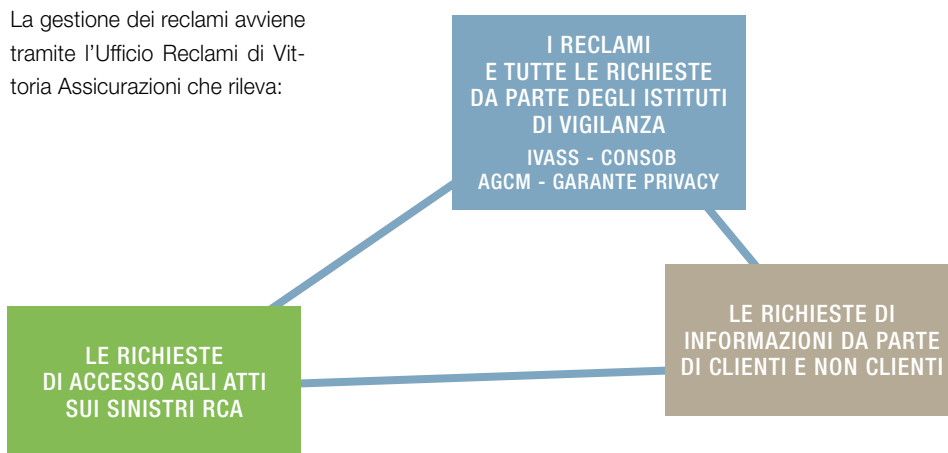 La gestione dei reclami avviene
tramite l'Ufficio Reclami di Vit-
toria Assicurazioni che rileva:
I RECLAMI
E TUTTE LE RICHIESTE
DA PARTE DEGLI ISTITUTI
DI VIGILANZA
IVASS - CONSOB
AGCM - GARANTE PRIVACY
LE RICHIESTE DI
INFORMAZIONI DA PARTE
DI CLIENTI E NON CLIENTI
LE RICHIESTE
DI ACCESSO AGLI ATTI
SUI SINISTRI RCA